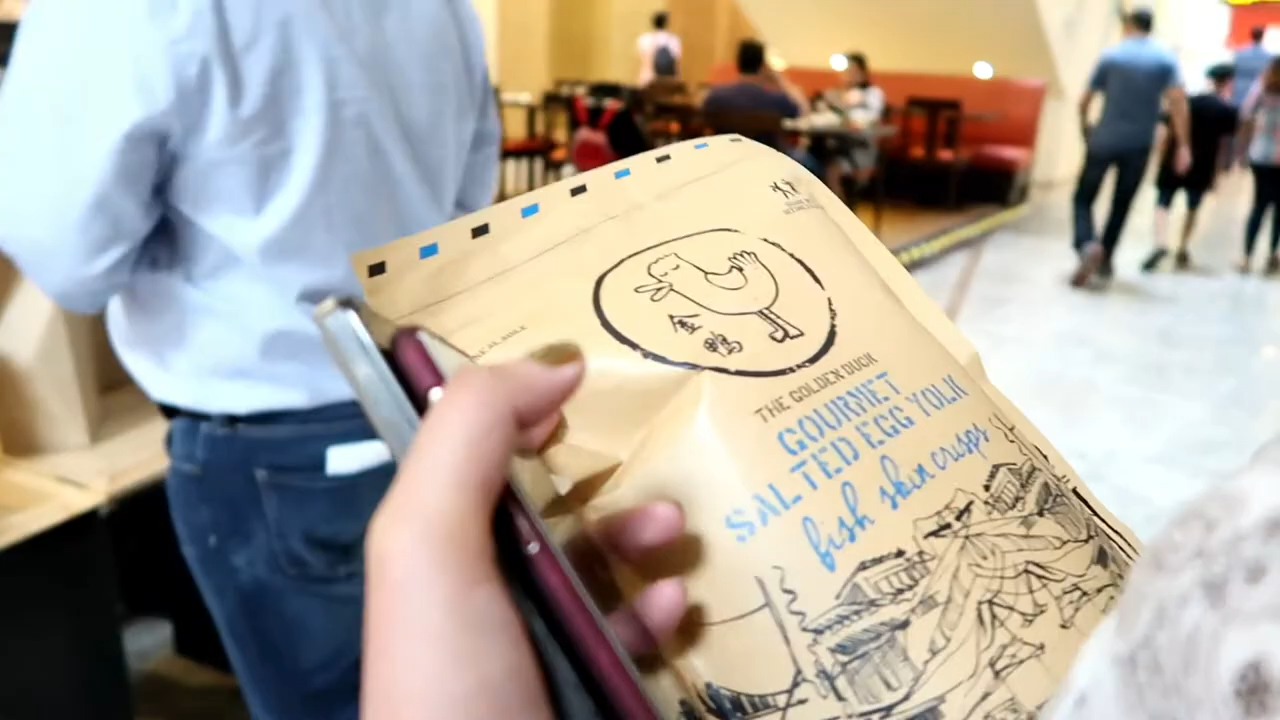 金
鴨
THE GOLDEN DUCK
GOURMET
SALTED EGG YOLK
fish skin crisps